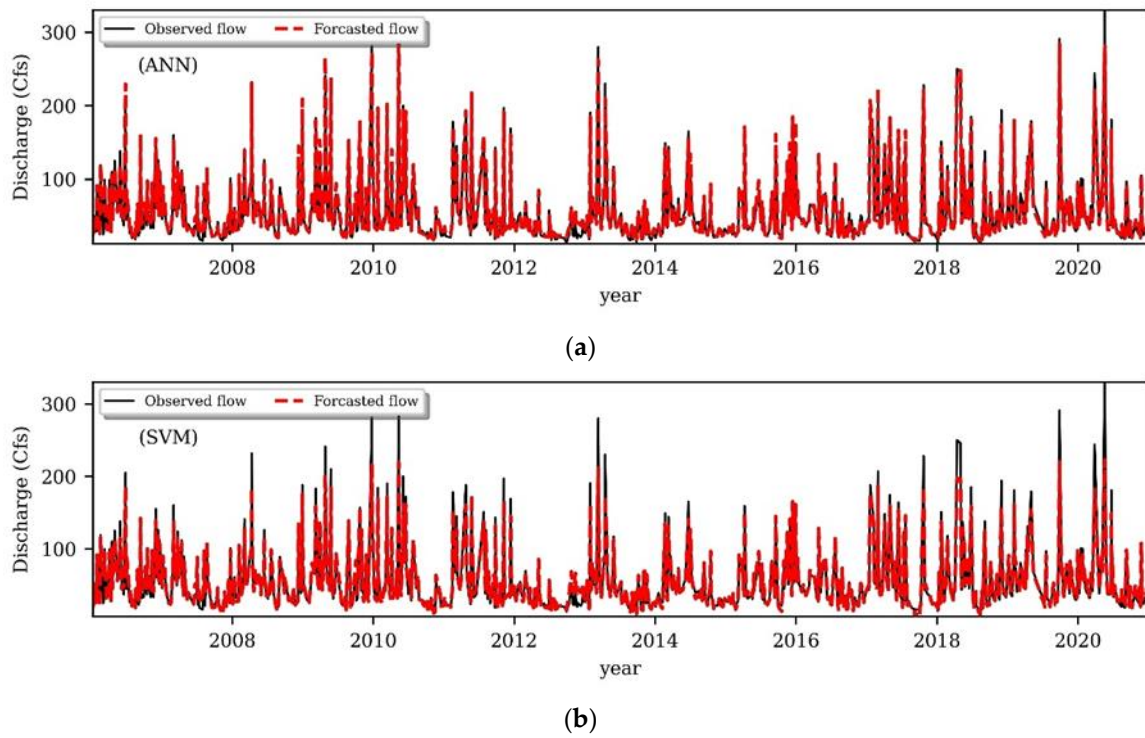 300
200
100
Discharge (Cfs)
Observed flow Forcasted flow
(ANN)
2008 2010 2012 2014 2016 2018 2020
year
(a)
300
200
100
Discharge (Cfs)
Observed flow Forcasted flow
(SVM)
2008 2010 2012 2014 2016 2018 2020
year
(b)